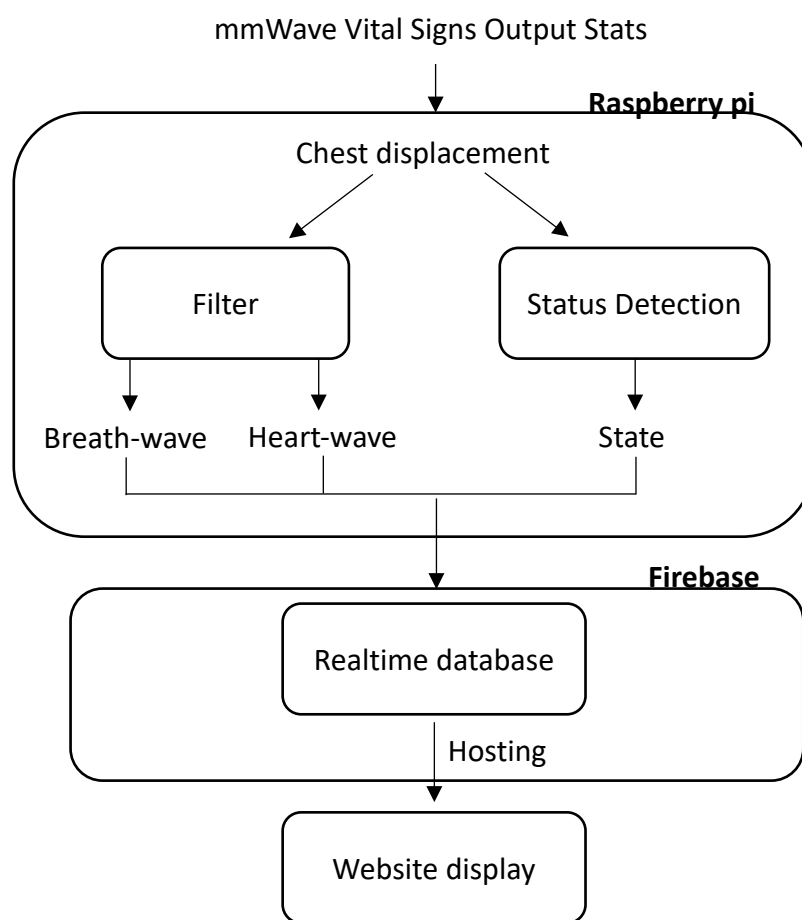 mmWave Vital Signs Output Stats
Raspberry pi
Chest displacement
Filter
Status Detection
Breath-wave
Heart-wave
State
Firebase
Realtime database
Hosting
Website display